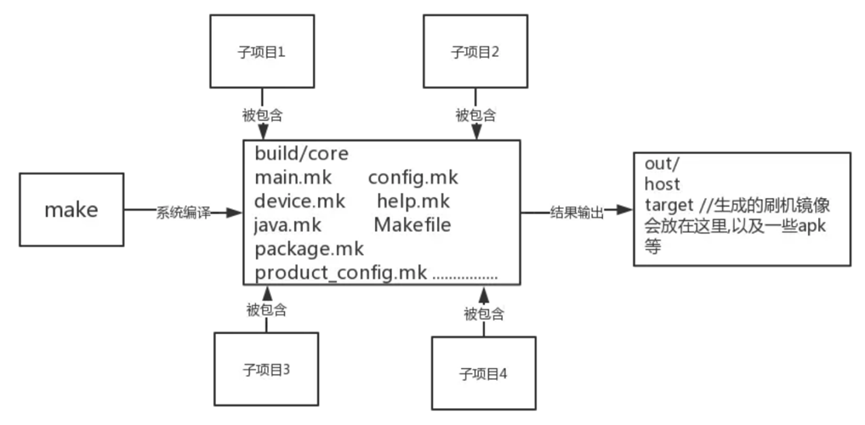 子项目1
子项目2
被包含
被包含
build/core
main.mk config.mk
device.mk help.mk
java.mk Makefile
package.mk
product_config.mk ................
make
系统编译
结果输出
out/
host
target //生成的刷机镜像
会放在这里,以及一些apk
等
被包含
被包含
子项目3
子项目4